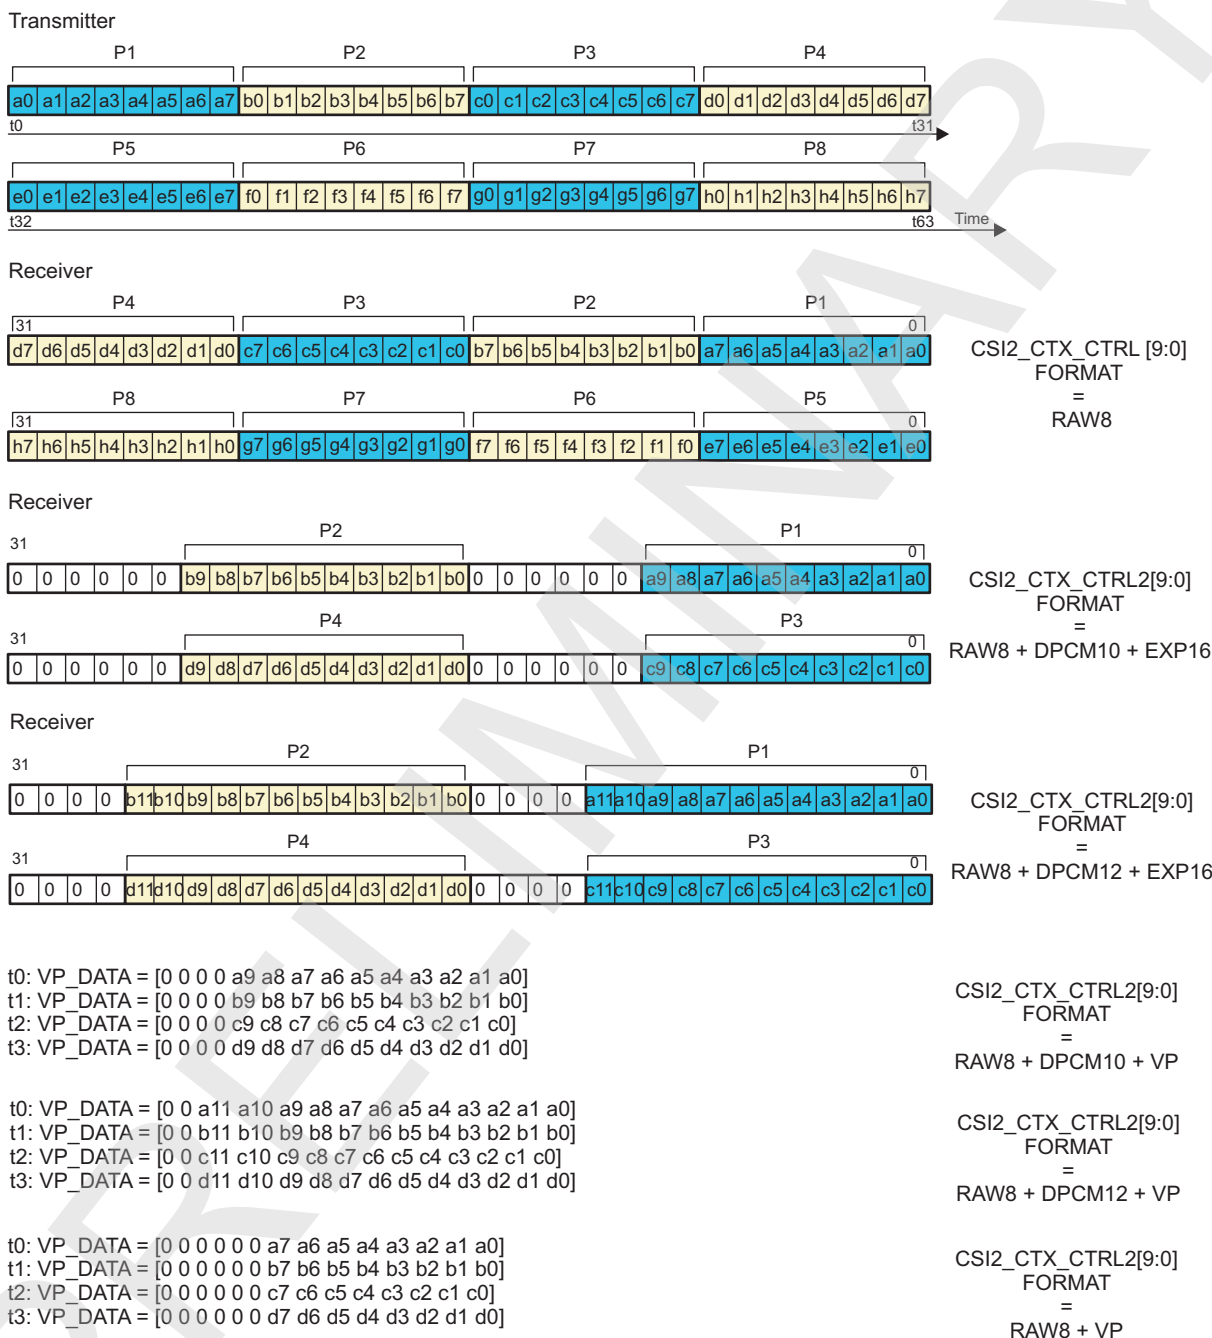 Transmitter
P1 P2 P3 P4
a0 a1 a2 a3 a4 a5 a6 a7 b0 b1 b2 b3 b4 b5 b6 b7 c0 c1 c2 c3 c4 c5 c6 c7 d0 d1 d2 d3 d4 d5 d6 d7
t0 t31
P5 P6 P7 P8
e0 e1 e2 e3 e4 e5 e6 e7 f0 f1 f2 f3 f4 f5 f6 f7 g0 g1 g2 g3 g4 g5 g6 g7 h0 h1 h2 h3 h4 h5 h6 h7
t32 t63 Time
Receiver
P4 P3 P2 P1
31 0
d7 d6 d5 d4 d3 d2 d1 d0 c7 c6 c5 c4 c3 c2 c1 c0 b7 b6 b5 b4 b3 b2 b1 b0 a7 a6 a5 a4 a3 a2 a1 a0
P8 P7 P6 P5
31 0
h7 h6 h5 h4 h3 h2 h1 h0 g7 g6 g5 g4 g3 g2 g1 g0 f7 f6 f5 f4 f3 f2 f1 f0 e7 e6 e5 e4 e3 e2 e1 e0
CSI2_CTX_CTRL [9:0]
FORMAT
=
RAW8
Receiver
P2 P1
31 0
0 0 0 0 0 0 b9 b8 b7 b6 b5 b4 b3 b2 b1 b0 0 0 0 0 0 0 a9 a8 a7 a6 a5 a4 a3 a2 a1 a0
P4 P3
31 0
0 0 0 0 0 0 d9 d8 d7 d6 d5 d4 d3 d2 d1 d0 0 0 0 0 0 0 c9 c8 c7 c6 c5 c4 c3 c2 c1 c0
CSI2_CTX_CTRL2[9:0]
FORMAT
=
RAW8 + DPCM10 + EXP16
Receiver
P2 P1
31 0
0 0 0 0 b11 b10 b9 b8 b7 b6 b5 b4 b3 b2 b1 b0 0 0 0 0 a11 a10 a9 a8 a7 a6 a5 a4 a3 a2 a1 a0
P4 P3
31 0
0 0 0 0 d11 d10 d9 d8 d7 d6 d5 d4 d3 d2 d1 d0 0 0 0 0 c11 c10 c9 c8 c7 c6 c5 c4 c3 c2 c1 c0
CSI2_CTX_CTRL2[9:0]
FORMAT
=
RAW8 + DPCM12 + EXP16
t0: VP_DATA = [0 0 0 0 a9 a8 a7 a6 a5 a4 a3 a2 a1 a0]
t1: VP_DATA = [0 0 0 0 b9 b8 b7 b6 b5 b4 b3 b2 b1 b0]
t2: VP_DATA = [0 0 0 0 c9 c8 c7 c6 c5 c4 c3 c2 c1 c0]
t3: VP_DATA = [0 0 0 0 d9 d8 d7 d6 d5 d4 d3 d2 d1 d0]
CSI2_CTX_CTRL2[9:0]
FORMAT
=
RAW8 + DPCM10 + VP
t0: VP_DATA = [0 0 a11 a10 a9 a8 a7 a6 a5 a4 a3 a2 a1 a0]
t1: VP_DATA = [0 0 b11 b10 b9 b8 b7 b6 b5 b4 b3 b2 b1 b0]
t2: VP_DATA = [0 0 c11 c10 c9 c8 c7 c6 c5 c4 c3 c2 c1 c0]
t3: VP_DATA = [0 0 d11 d10 d9 d8 d7 d6 d5 d4 d3 d2 d1 d0]
CSI2_CTX_CTRL2[9:0]
FORMAT
=
RAW8 + DPCM12 + VP
t0: VP_DATA = [0 0 0 0 0 0 a7 a6 a5 a4 a3 a2 a1 a0]
t1: VP_DATA = [0 0 0 0 0 0 b7 b6 b5 b4 b3 b2 b1 b0]
t2: VP_DATA = [0 0 0 0 0 0 c7 c6 c5 c4 c3 c2 c1 c0]
t3: VP_DATA = [0 0 0 0 0 0 d7 d6 d5 d4 d3 d2 d1 d0]
CSI2_CTX_CTRL2[9:0]
FORMAT
=
RAW8 + VP
PRELIMINARY